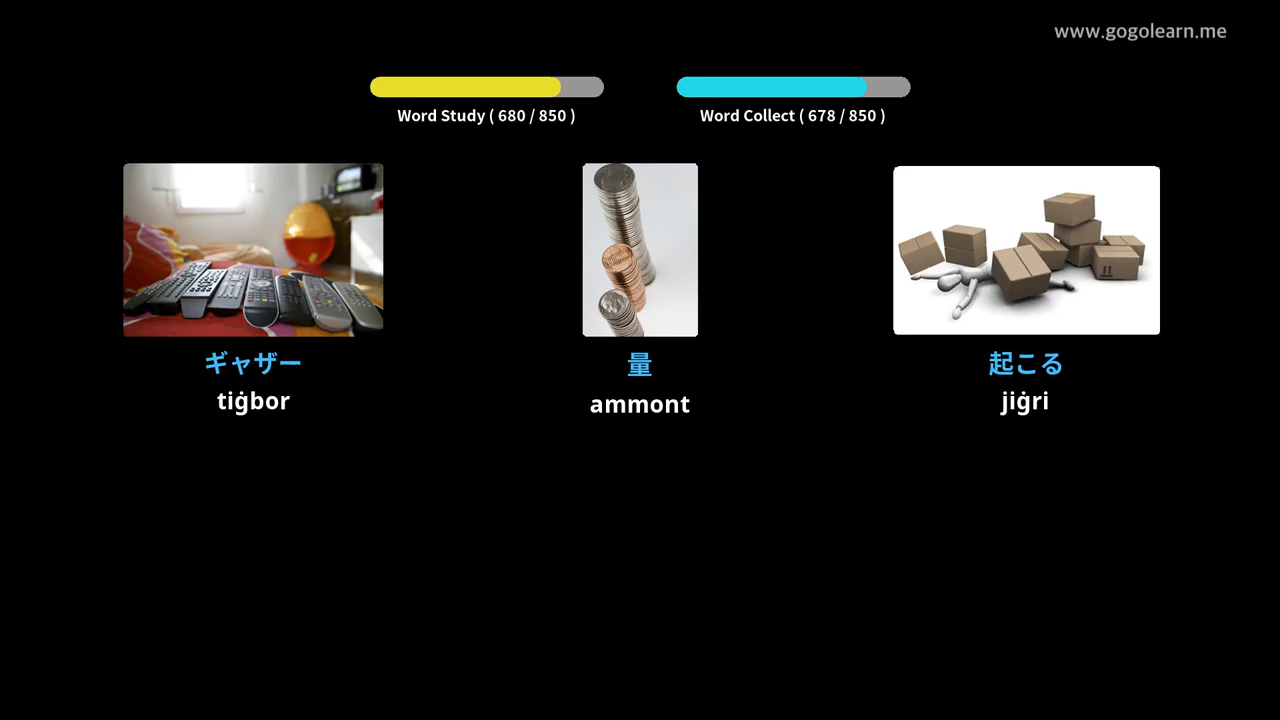 www.gogolearn.me
Word Study ( 680 / 850 )
Word Collect ( 678 / 850 )
ギャザー
tiġbor
量
ammont
起こる
jiġri